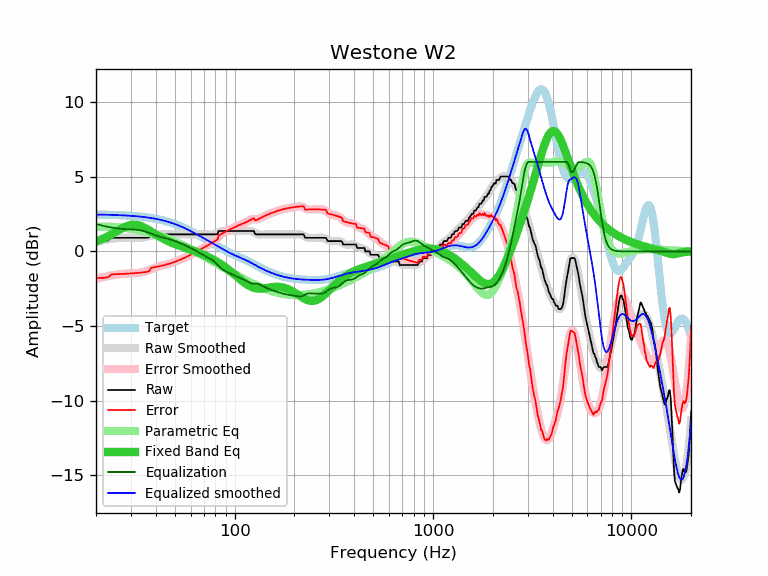 Westone W2
Amplitude (dBr)
10
5
0
−5
−10
−15
Target
Raw Smoothed
Error Smoothed
Raw
Error
Parametric Eq
Fixed Band Eq
Equalization
Equalized smoothed
100
1000
10000
Frequency (Hz)